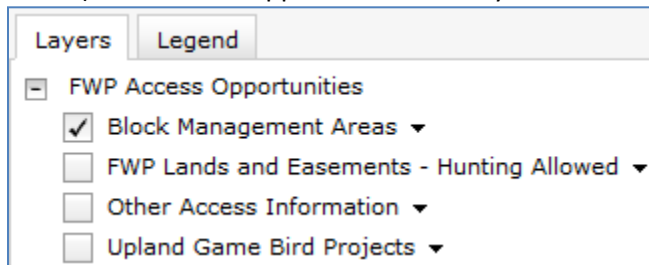 Layers Legend
FWP Access Opportunities
Block Management Areas
FWP Lands and Easements - Hunting Allowed
Other Access Information
Upland Game Bird Projects